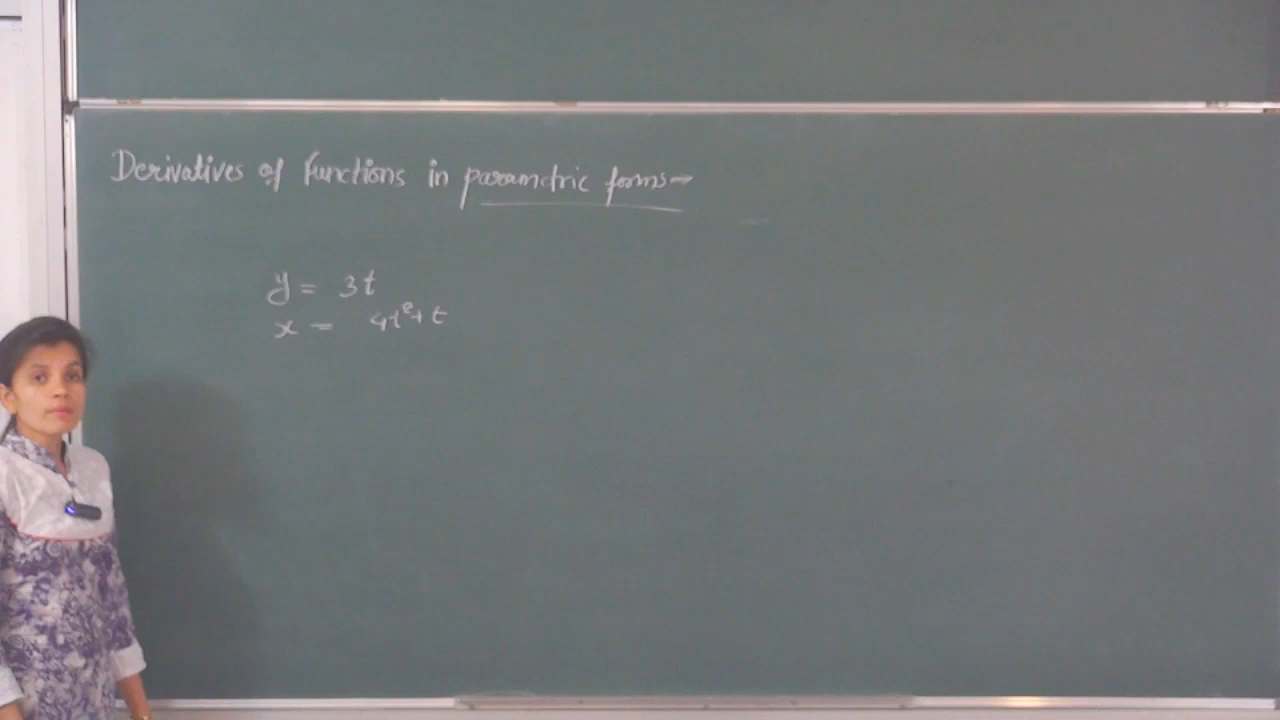 Derivatives of functions in parametric forms→
y = 3t
x = 4t²+ t